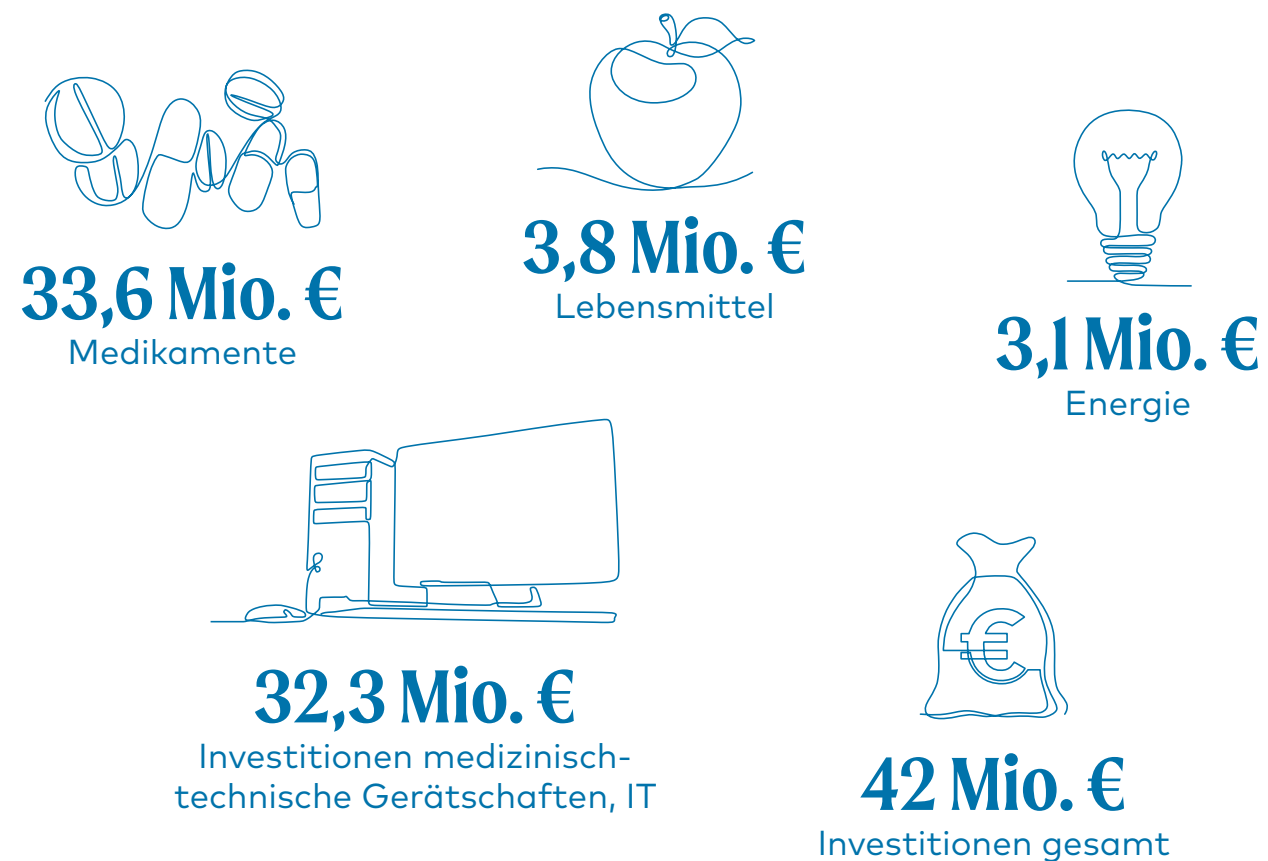 33,6 Mio. €
Medikamente
3,8 Mio. €
Lebensmittel
3,1 Mio. €
Energie
32,3 Mio. €
Investitionen medizinisch-
technische Gerätschaften, IT
€
42 Mio. €
Investitionen gesamt